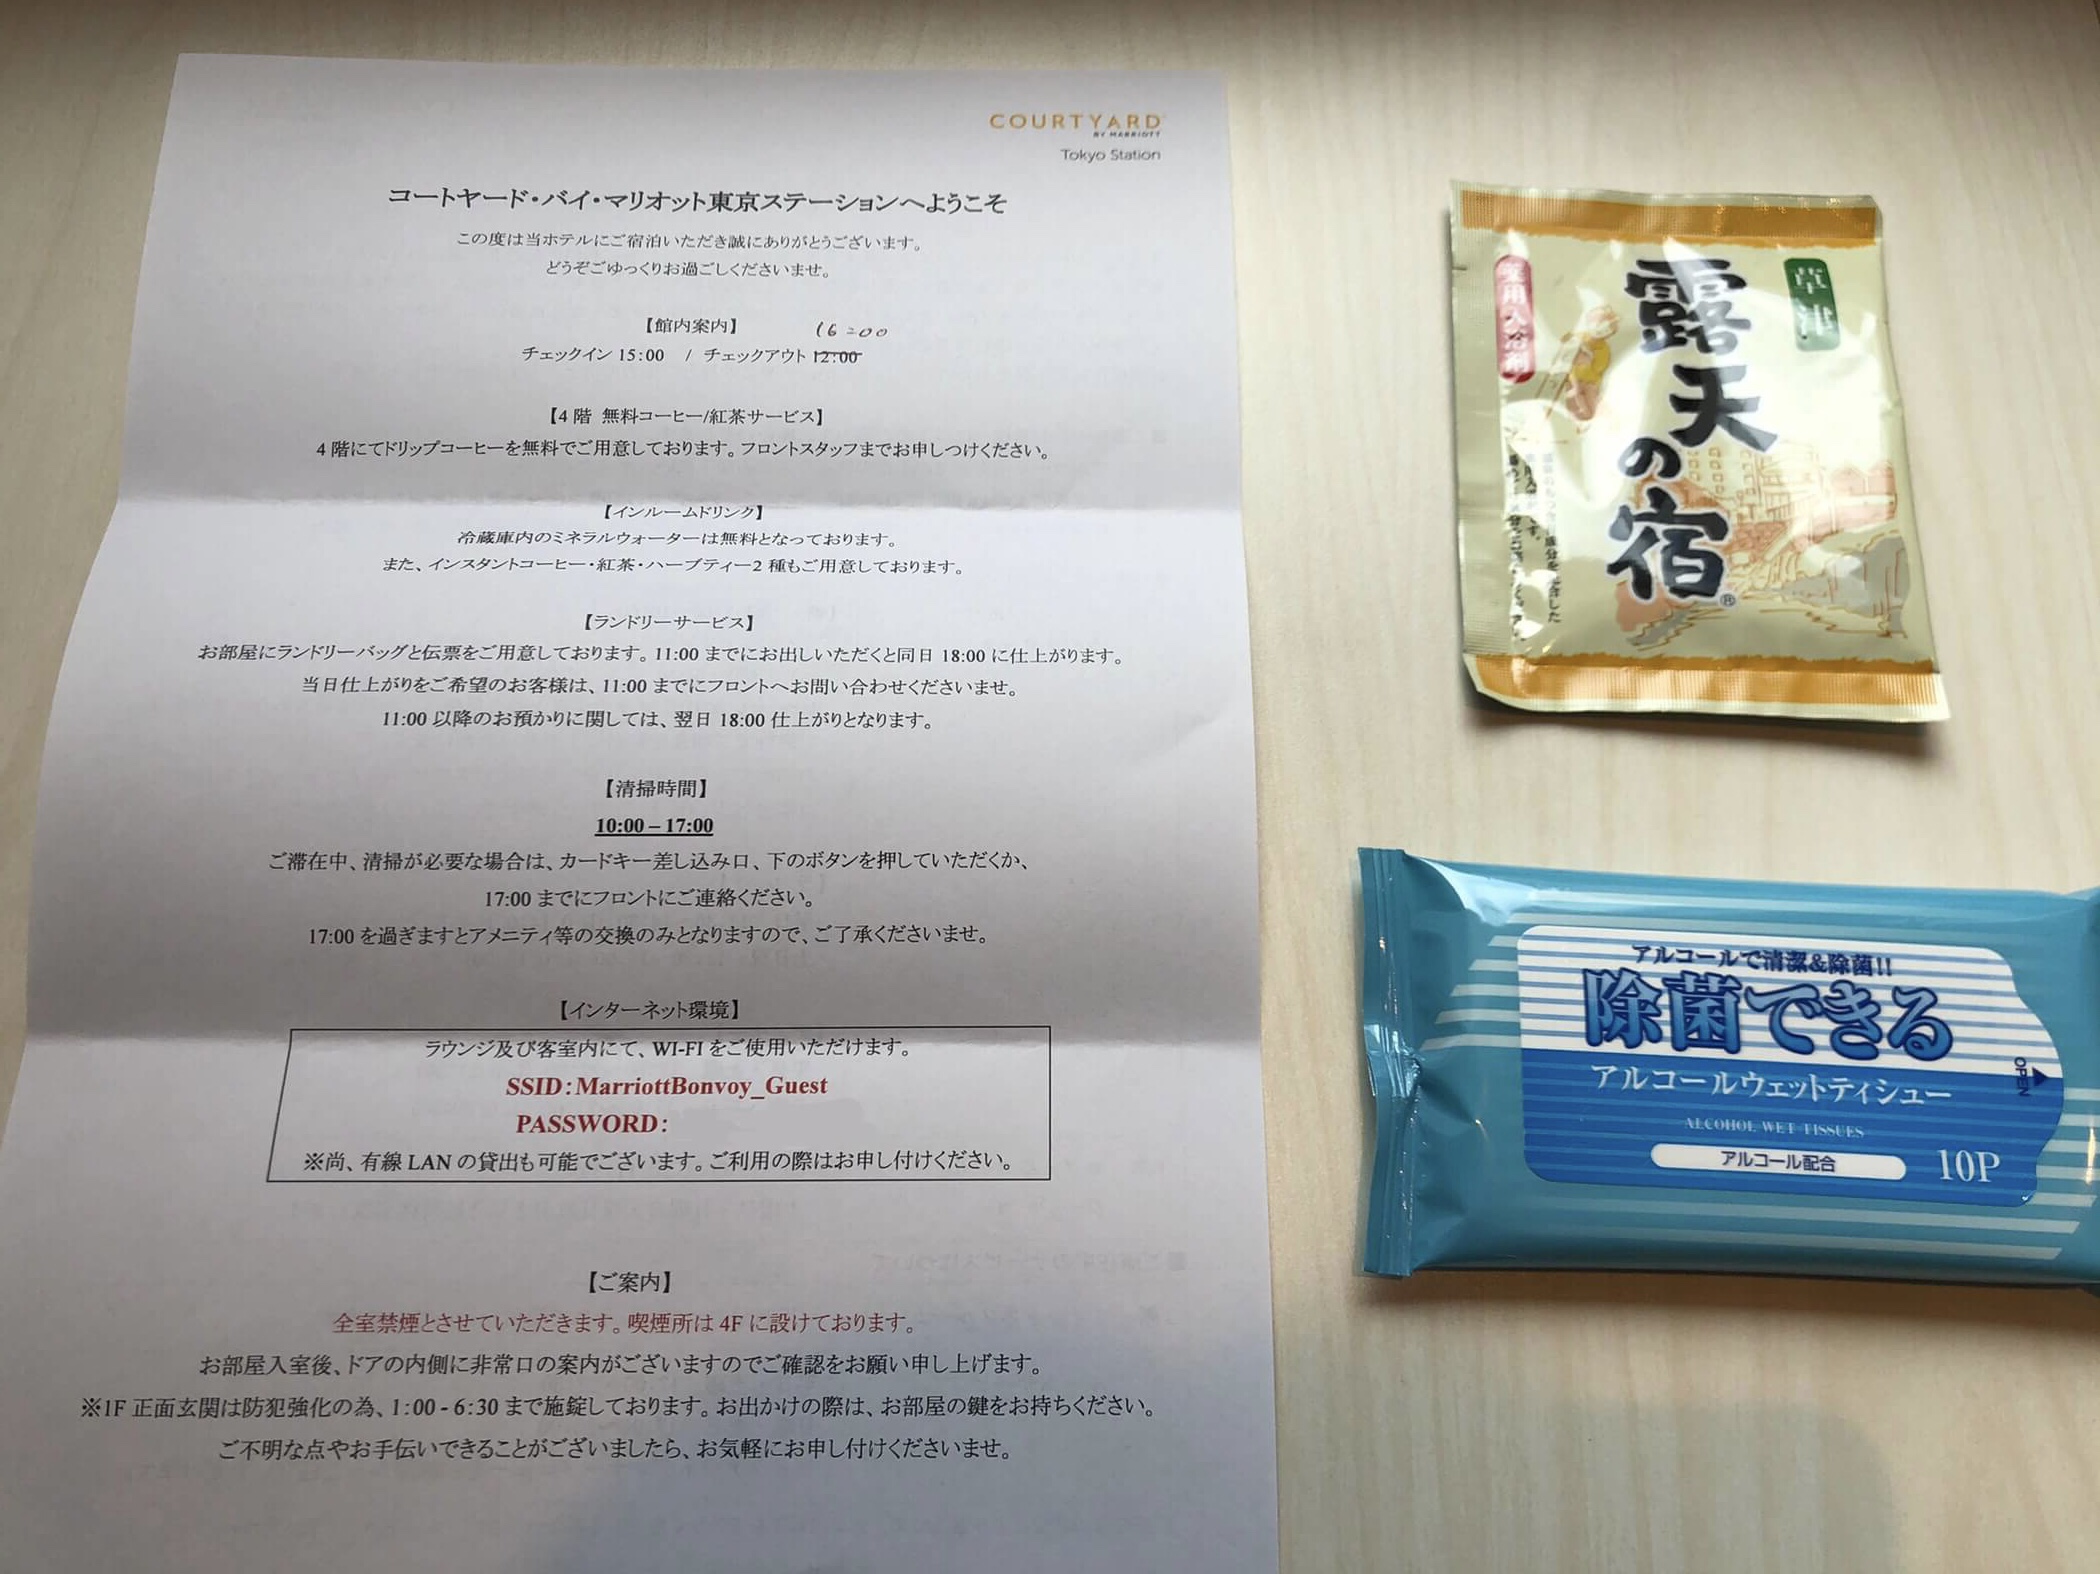 COURTYARD
BY MARRIOTT
Tokyo Station
コートヤード・バイ・マリオット東京ステーションへようこそ
この度は当ホテルにご宿泊いただき誠にありがとうございます。
どうぞごゆっくりお過ごしくださいませ。
【館内案内】
16:00
チェックイン 15:00 / チェックアウト 12:00
【4 階 無料コーヒー/紅茶サービス】
4 階にてドリップコーヒーを無料でご用意しております。フロントスタッフまでお申しつけください。
【インルームドリンク】
冷蔵庫内のミネラルウォーターは無料となっております。
また、インスタントコーヒー・紅茶・ハーブティー2 種もご用意しております。
【ランドリーサービス】
お部屋にランドリーバッグと伝票をご用意しております。11:00 までにお出しいただくと同日 18:00 に仕上がります。
当日仕上がりをご希望のお客様は、11:00 までにフロントへお問い合わせくださいませ。
11:00 以降のお預かりに関しては、翌日 18:00 仕上がりとなります。
【清掃時間】
10:00 – 17:00
ご滞在中、清掃が必要な場合は、カードキー差し込み口、下のボタンを押していただくか、
17:00 までにフロントにご連絡ください。
17:00 を過ぎますとアメニティ等の交換のみとなりますので、ご了承くださいませ。
【インターネット環境】
ラウンジ及び客室内にて、WI-FI をご使用いただけます。
SSID:MarriottBonvoy_Guest
PASSWORD:
※尚、有線 LAN の貸出も可能でございます。ご利用の際はお申し付けください。
【ご案内】
全室禁煙とさせていただきます。喫煙所は 4F に設けております。
お部屋入室後、ドアの内側に非常口の案内がございますのでご確認をお願い申し上げます。
※1F 正面玄関は防犯強化の為、1:00 - 6:30 まで施錠しております。お出かけの際は、お部屋の鍵をお持ちください。
ご不明な点やお手伝いできることがございましたら、お気軽にお申し付けくださいませ。
草津
露天の宿®
薬用入浴剤
アルコールで清潔&除菌!!
除菌できる
アルコールウェットティシュー
ALCOHOL WET TISSUES
アルコール配合
10P
OPEN